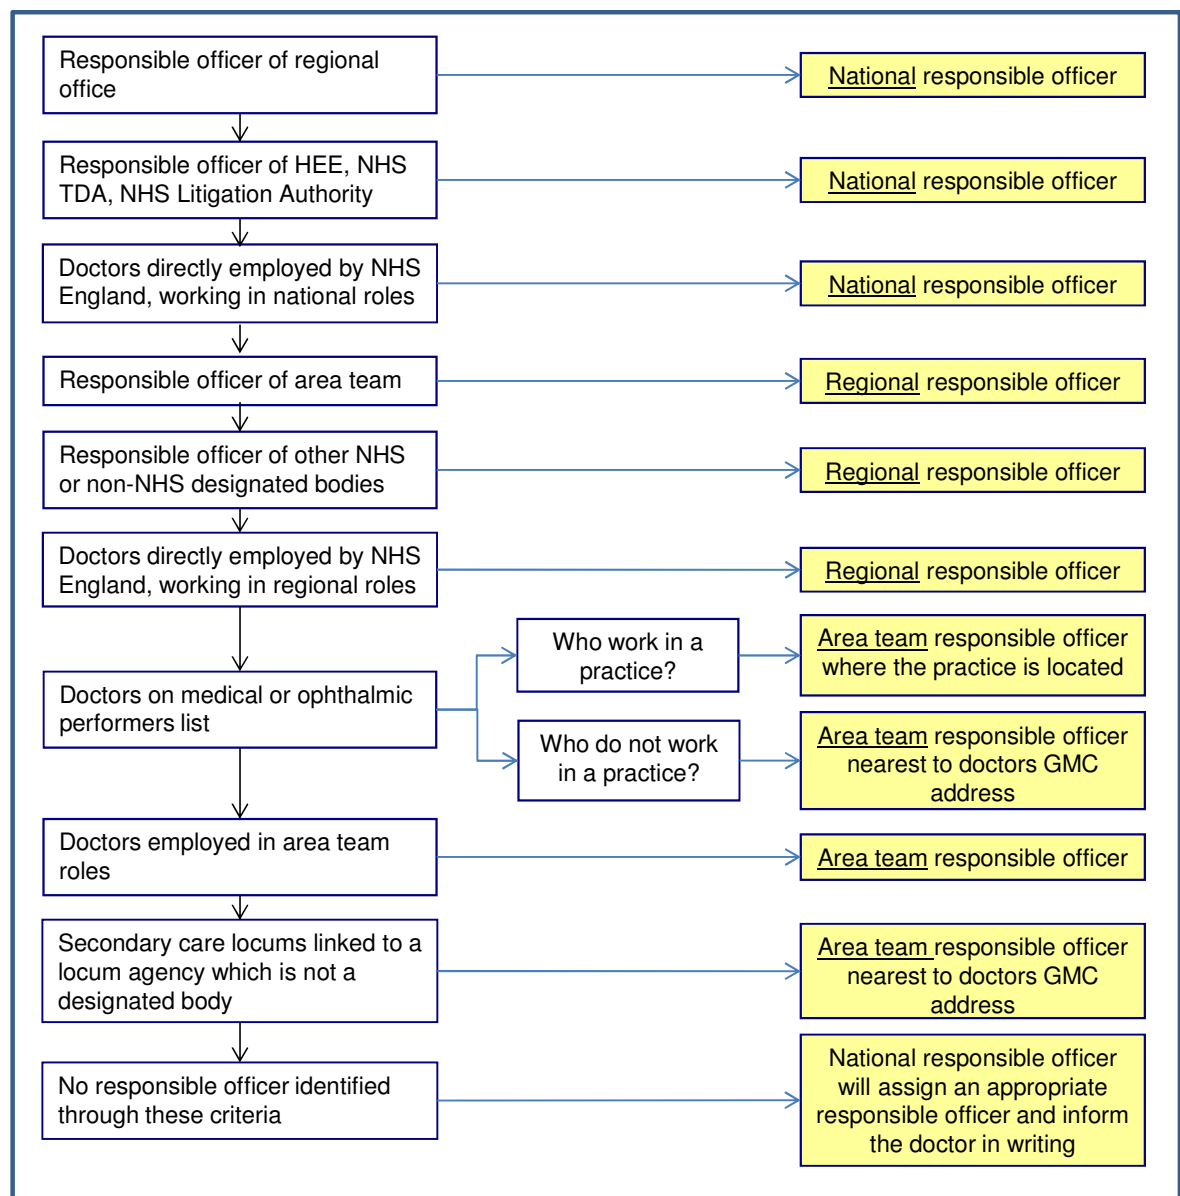 Responsible officer of regional
office
National responsible officer
Responsible officer of HEE, NHS
TDA, NHS Litigation Authority
National responsible officer
Doctors directly employed by NHS
England, working in national roles
National responsible officer
Responsible officer of area team
Regional responsible officer
Responsible officer of other NHS
or non-NHS designated bodies
Regional responsible officer
Doctors directly employed by NHS
England, working in regional roles
Regional responsible officer
Doctors on medical or ophthalmic
performers list
Who work in a
practice?
Area team responsible officer
where the practice is located
Who do not work
in a practice?
Area team responsible officer
nearest to doctors GMC
address
Doctors employed in area team
roles
Area team responsible officer
Secondary care locums linked to a
locum agency which is not a
designated body
Area team responsible officer
nearest to doctors GMC
address
No responsible officer identified
through these criteria
National responsible officer
will assign an appropriate
responsible officer and inform
the doctor in writing